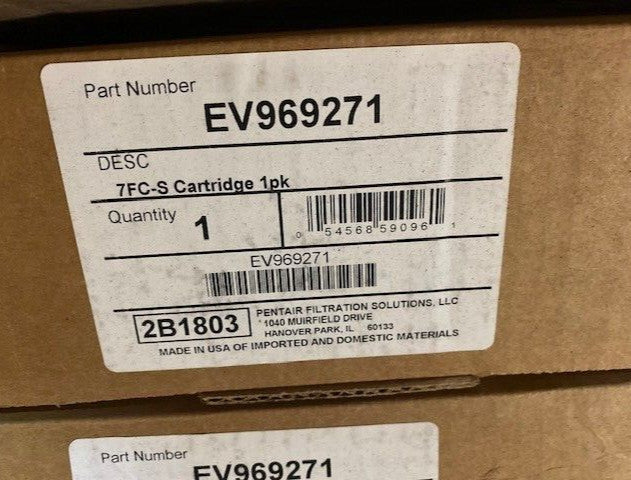 Part Number
EV969271
DESC
7FC-S Cartridge 1pk
Quantity
1
0 54568 59096 1
EV969271
2B1803
PENTAIR FILTRATION SOLUTIONS, LLC
1040 MUIRFIELD DRIVE
HANOVER PARK, IL 60133
MADE IN USA OF IMPORTED AND DOMESTIC MATERIALS
Part Number
EV969271